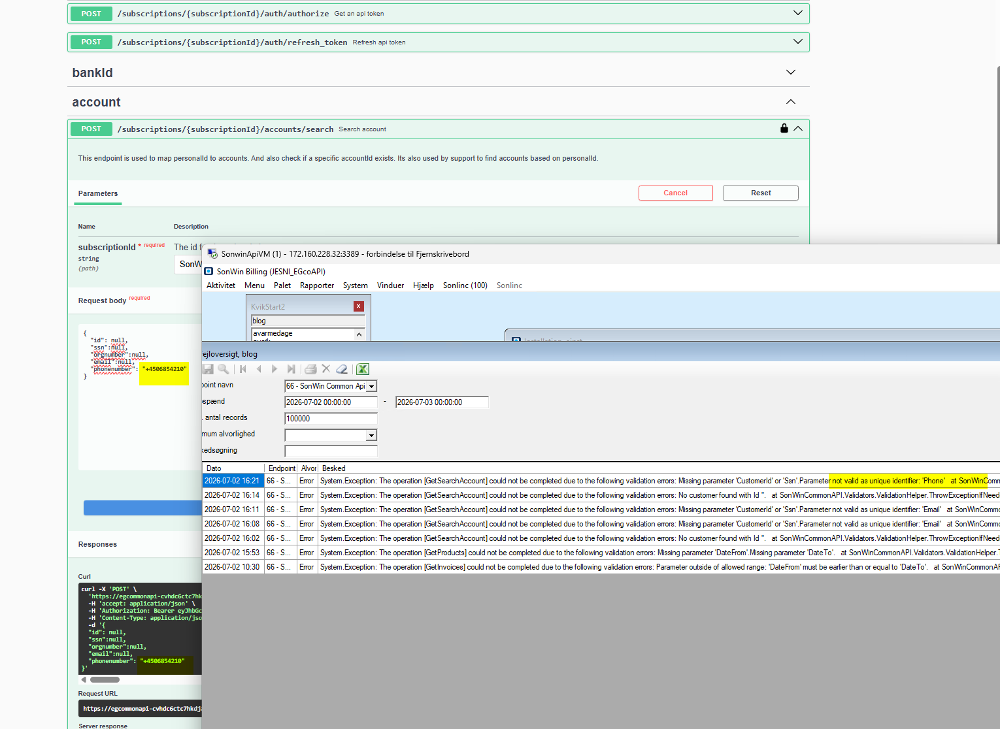 POST /subscriptions/{subscriptionId}/auth/authorize Get an api token
POST /subscriptions/{subscriptionId}/auth/refresh_token Refresh api token
bankId
account
POST /subscriptions/{subscriptionId}/accounts/search Search account
This endpoint is used to map personalId to accounts. And also check if a specific accountId exists. Its also used by support to find accounts based on personalId.
Parameters
Cancel
Reset
Name
Description
subscriptionId * required
string
(path)
The id f
SonW
Request body required
{
"id": null,
"ssn":null,
"orgnumber":null,
"email":null,
"phonenumber": "+4506854210"
}
Responses
Curl
curl -X 'POST' \
'https://egcommonapi-cvhdc6ctc7hk
-H 'accept: application/json' \
-H 'Authorization: Bearer eyJhbGc
-H 'Content-Type: application/jso
-d '{
"id": null,
"ssn":null,
"orgnumber":null,
"email":null,
"phonenumber": "+4506854210"
}'
Request URL
https://egcommonapi-cvhdc6ctc7hkdj
Server response
SonwinApiVM (1) - 172.160.228.32:3389 - forbindelse til Fjernskrivebord
SonWin Billing (JESNI_EGcoAPI)
Aktivitet Menu Palet Rapporter System Vinduer Hjælp Sonlinc (100) Sonlinc
KvikStart2
blog
avarmedage
ejloversigt, blog
point navn
66 - SonWin Common Api
spænd
2026-07-02 00:00:00 - 2026-07-03 00:00:00
. antal records
100000
mum alvorlighed
kedsøgning
Dato Endpoint Alvor Besked
2026-07-02 16:21 66 - S... Error System.Exception: The operation [GetSearchAccount] could not be completed due to the following validation errors: Missing parameter 'CustomerId' or 'Ssn'.Parameter not valid as unique identifier: 'Phone' at SonWinComm
2026-07-02 16:14 66 - S... Error System.Exception: The operation [GetSearchAccount] could not be completed due to the following validation errors: No customer found with Id ''. at SonWinCommonAPI.Validators.ValidationHelper.ThrowExceptionIfNeed
2026-07-02 16:11 66 - S... Error System.Exception: The operation [GetSearchAccount] could not be completed due to the following validation errors: Missing parameter 'CustomerId' or 'Ssn'.Parameter not valid as unique identifier: 'Email' at SonWinCommo
2026-07-02 16:08 66 - S... Error System.Exception: The operation [GetSearchAccount] could not be completed due to the following validation errors: Missing parameter 'CustomerId' or 'Ssn'.Parameter not valid as unique identifier: 'Email' at SonWinCommo
2026-07-02 16:02 66 - S... Error System.Exception: The operation [GetSearchAccount] could not be completed due to the following validation errors: No customer found with Id ''. at SonWinCommonAPI.Validators.ValidationHelper.ThrowExceptionIfNeed
2026-07-02 15:53 66 - S... Error System.Exception: The operation [GetProducts] could not be completed due to the following validation errors: Missing parameter 'DateFrom'.Missing parameter 'DateTo'. at SonWinCommonAPI.Validators.ValidationHelper.T
2026-07-02 10:30 66 - S... Error System.Exception: The operation [GetInvoices] could not be completed due to the following validation errors: Parameter outside of allowed range: 'DateFrom' must be earlier than or equal to 'DateTo'. at SonWinCommonAP